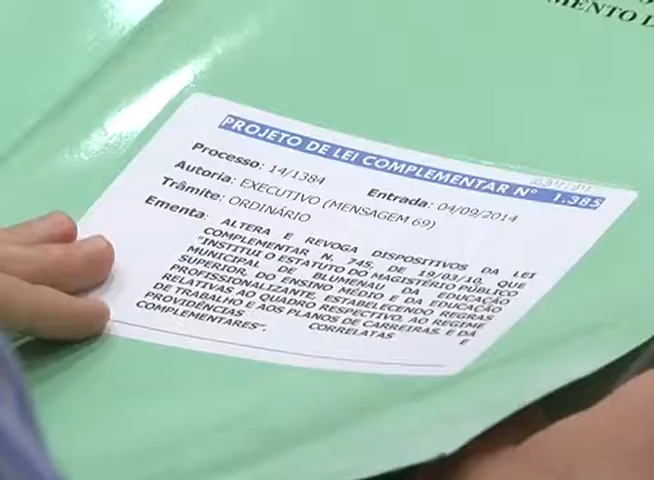 MENTO
PROJETO DE LEI COMPLEMENTAR Nº 1.385
Processo: 14/1384
Autoria: EXECUTIVO (MENSAGEM 69) Entrada: 04/09/2014
Trâmite: ORDINÁRIO
Ementa: ALTERA E REVOGA DISPOSITIVOS DA LEI
COMPLEMENTAR N. 745, DE 19/03/10, QUE
"INSTITUI O ESTATUTO DO MAGISTÉRIO PÚBLICO
MUNICIPAL DE BLUMENAU DA EDUCAÇÃO
SUPERIOR, DO ENSINO MÉDIO E DA EDUCAÇÃO
PROFISSIONALIZANTE, ESTABELECENDO REGRAS
RELATIVAS AO QUADRO RESPECTIVO, AO REGIME
DE TRABALHO E AOS PLANOS DE CARREIRAS, E DÁ
PROVIDÊNCIAS CORRELATAS E
COMPLEMENTARES".